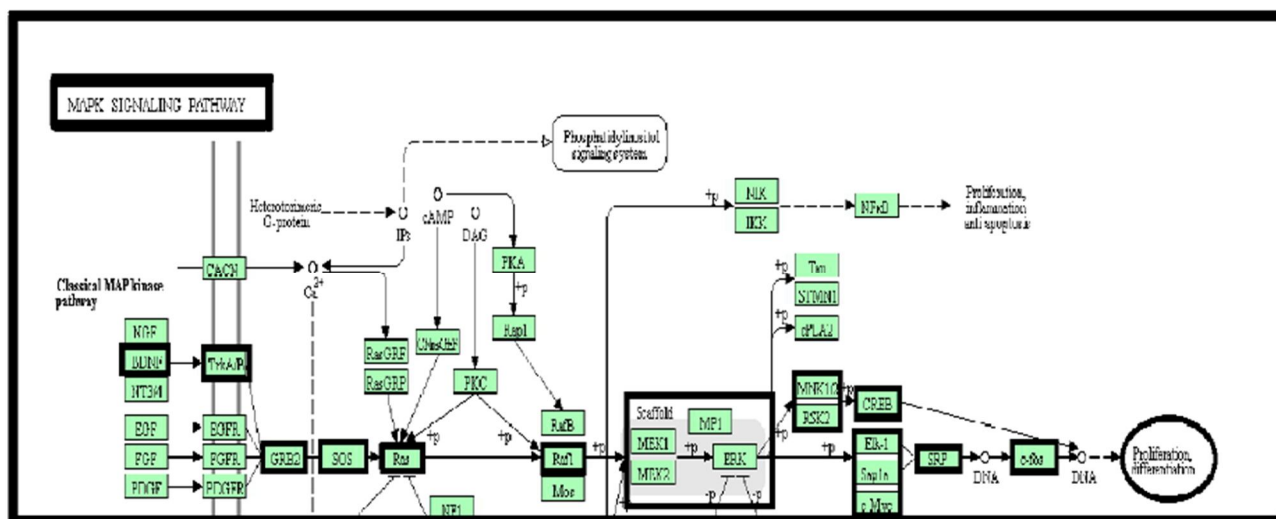 MAPK SIGNALING PATHWAY
Phosphatidylinositol
signaling system
Heterotrimeric
G-protein
IP3
cAMP
DAG
+p
NIK
IKK
NFκB
Proliferation,
inflammation
anti apoptosis
CACN
Ca2+
PKA
+p
Classical MAP kinase
pathway
+p
Tau
STMN1
+p
cPLA2
NGF
BDNF
NT3/4
TrkA/B
RasGRF
RasGRP
CNrasGEF
Rap1
PKC
RafB
EGF
EGFR
FGF
FGFR
PDGF
PDGFR
GRB2
SOS
Ras
+p
+p
Raf1
Mos
+p
Scaffold
MP1
MEK1
MEK2
+p
ERK
-p
-p
+p
+p
MNK1/2
RSK2
+p
CREB
Elk-1
Sap1a
c-Myc
SRF
DNA
c-fos
DNA
Proliferation,
differentiation
NF1